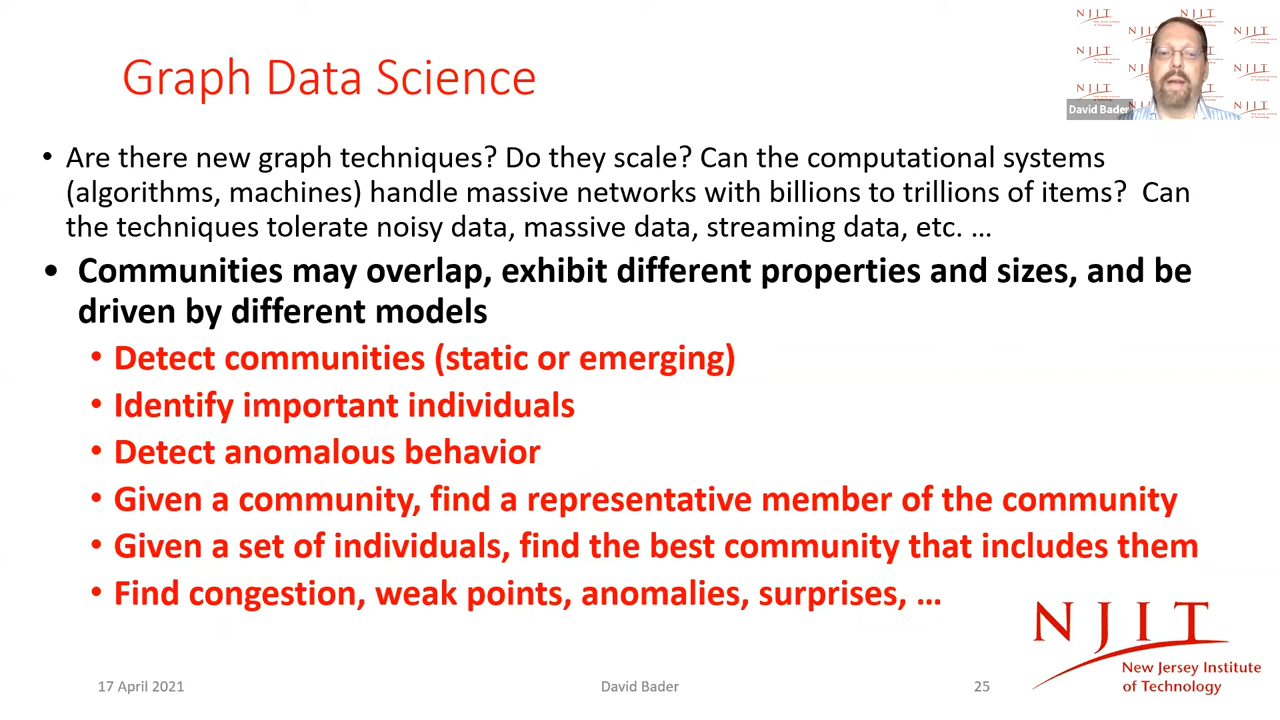 Graph Data Science
NJIT
David Bader
• Are there new graph techniques? Do they scale? Can the computational systems
(algorithms, machines) handle massive networks with billions to trillions of items? Can
the techniques tolerate noisy data, massive data, streaming data, etc. …
• Communities may overlap, exhibit different properties and sizes, and be
driven by different models
• Detect communities (static or emerging)
• Identify important individuals
• Detect anomalous behavior
• Given a community, find a representative member of the community
• Given a set of individuals, find the best community that includes them
• Find congestion, weak points, anomalies, surprises, …
NJIT
New Jersey Institute
of Technology
17 April 2021
David Bader
25